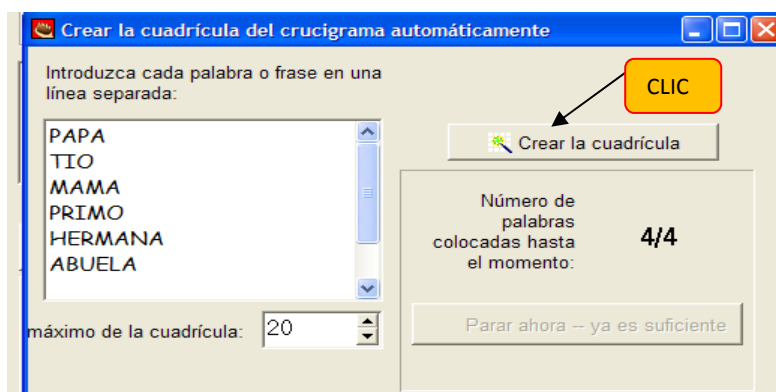 Crear la cuadrícula del crucigrama automáticamente
Introduzca cada palabra o frase en una
línea separada:
CLIC
PAPA
TIO
MAMA
PRIMO
HERMANA
ABUELA
Crear la cuadrícula
Número de
palabras
colocadas hasta
el momento:
4/4
máximo de la cuadrícula:
20
Parar ahora -- ya es suficiente